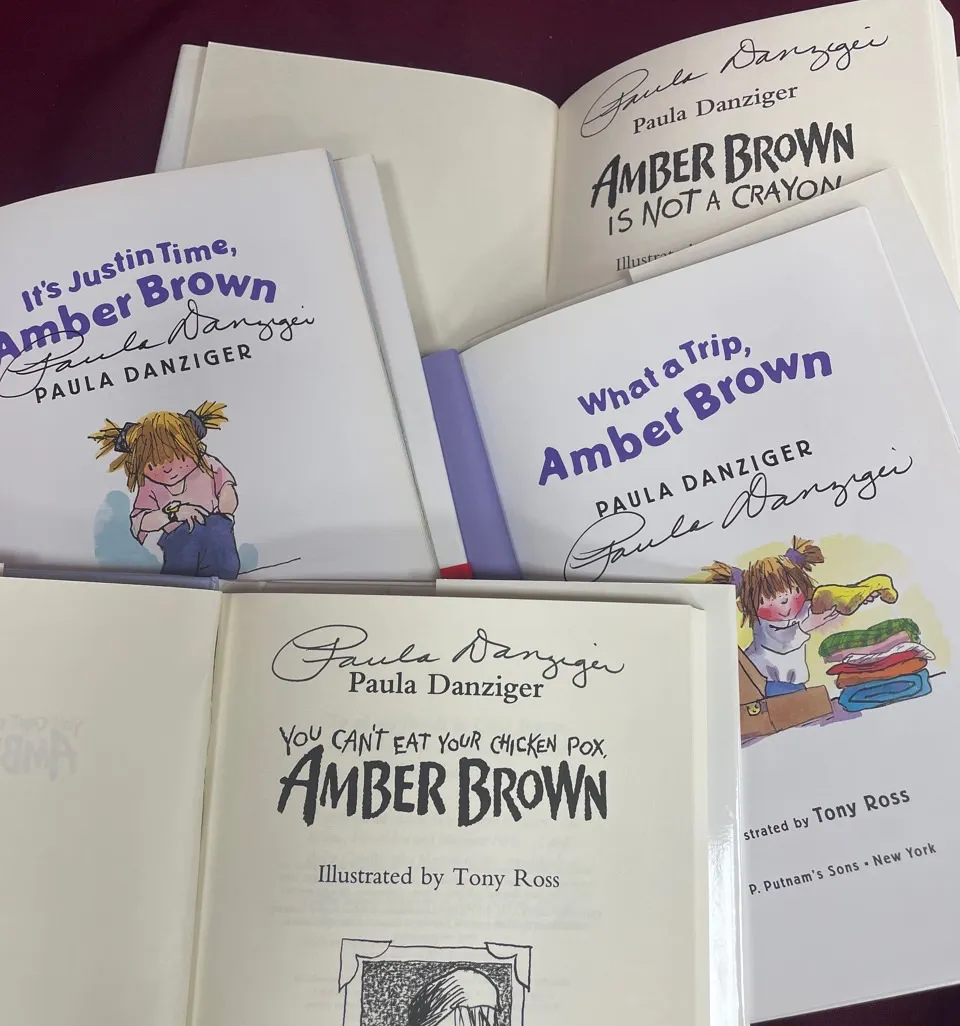 Paula Danziger
Paula Danziger
AMBER BROWN
IS NOT A CRAYON
It's Justin Time,
Amber Brown
Paula Danziger
PAULA DANZIGER
What a Trip,
Amber Brown
PAULA DANZIGER
Paula Danziger
strated by Tony Ross
P. Putnam's Sons • New York
Paula Danziger
Paula Danziger
YOU CAN'T EAT YOUR CHICKEN POX,
AMBER BROWN
Illustrated by Tony Ross